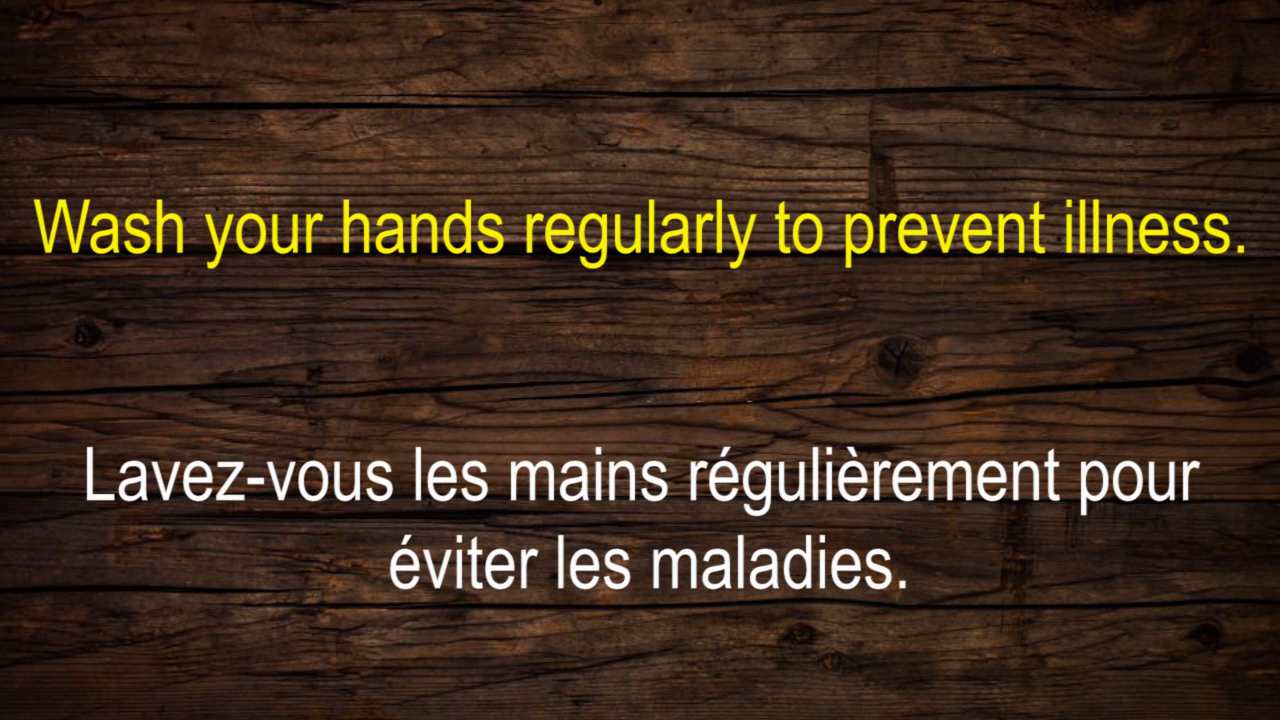 Wash your hands regularly to prevent illness.
Lavez-vous les mains régulièrement pour
éviter les maladies.